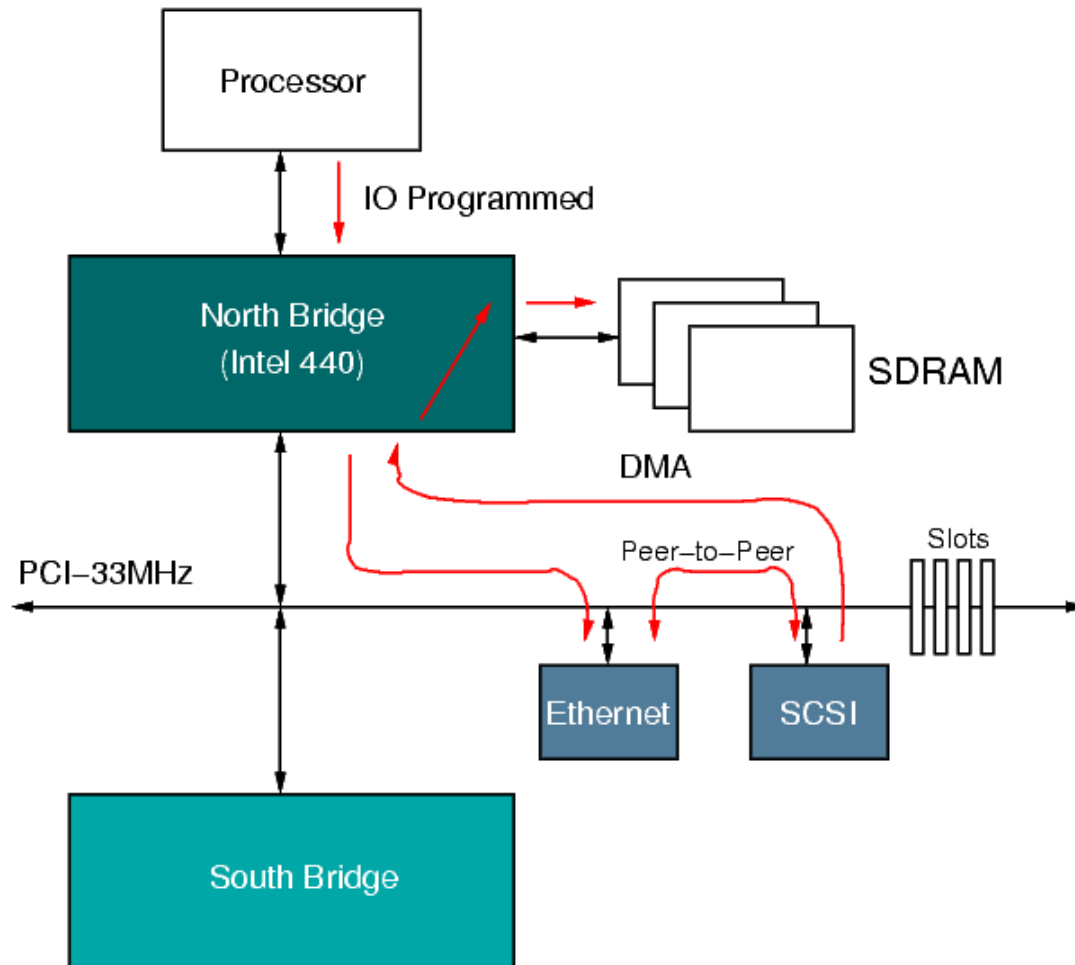 Processor
IO Programmed
North Bridge
(Intel 440)
SDRAM
DMA
Slots
Peer−to−Peer
PCI−33MHz
Ethernet
SCSI
South Bridge